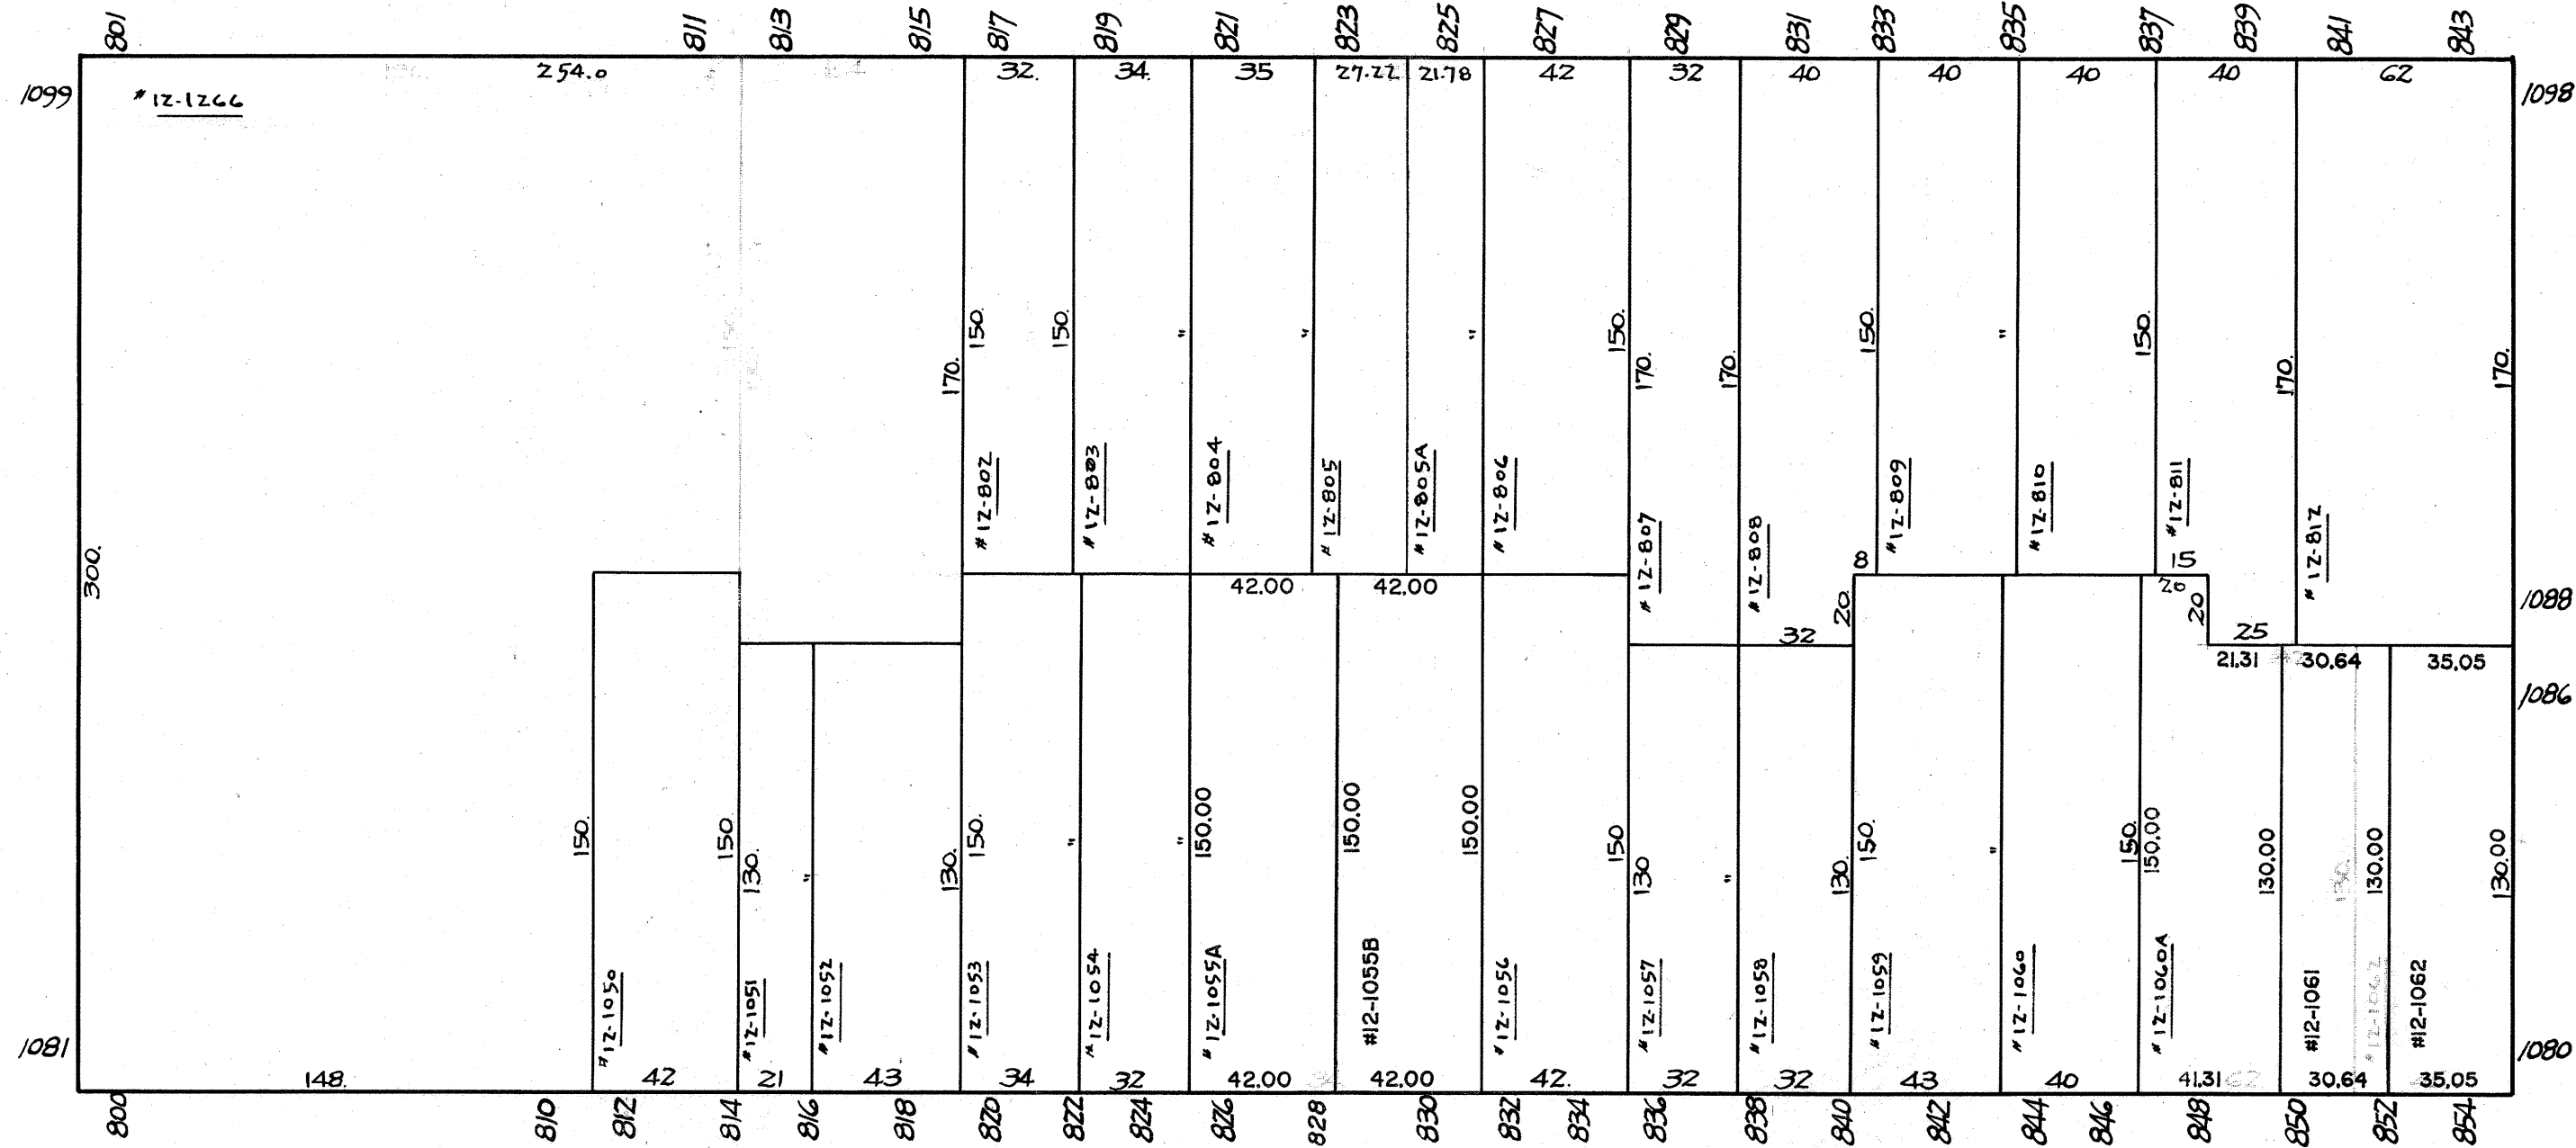 801 811 813 815 817 819 821 823 825 827 829 831 833 835 837 839 841 843
254.0 32. 34. 35 27.22 21.78 42 32 40 40 40 40 62
1099 1098
#12-1266
150. 150. " " " 150. 150. " 150.
170. 170. 170. 170. 170.
#12-802 #12-803 #12-804 #12-805 #12-805A #12-806 #12-807 #12-808 #12-809 #12-810 #12-811 #12-812
300.
8 15
42.00 42.00 20. 20 20 1088
32 25
21.31 30.64 35.05
1086
150. 150. 150. " " 150.00 150.00 150.00 150 150. " 150. 150.00
130. " 130. 130 " 130. 130.00 130. 130.00 130.00
#12-1050 #12-1051 #12-1052 #12-1053 #12-1054 #12-1055A #12-1055B #12-1056 #12-1057 #12-1058 #12-1059 #12-1060 #12-1060A #12-1061 #12-1062 #12-1062
1081 1080
148. 42 21 43 34 32 42.00 42.00 42. 32 32 43 40 41.31 62 30.64 35.05
800 810 812 814 816 818 820 822 824 826 828 830 832 834 836 838 840 842 844 846 848 850 852 854